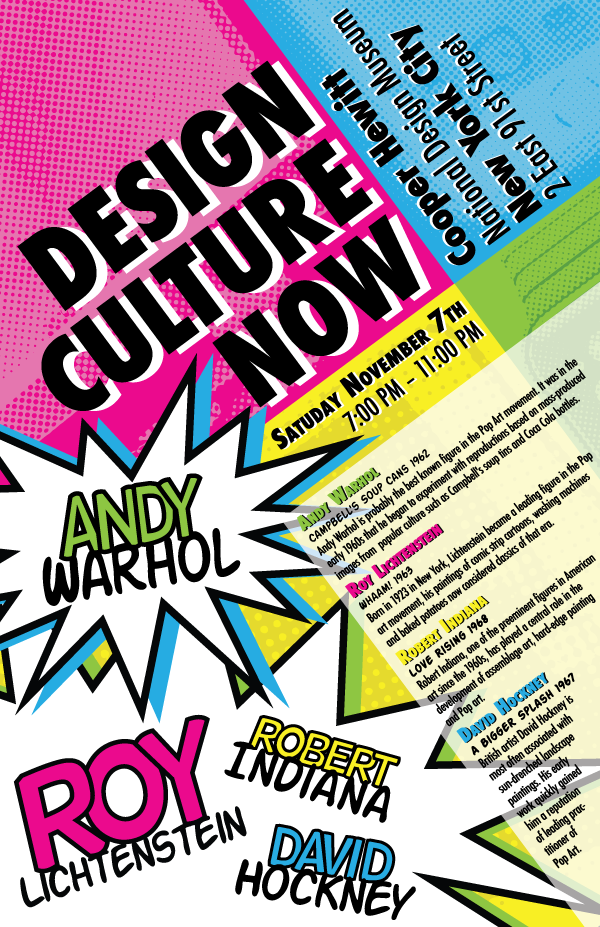 DESIGN
CULTURE
NOW
Cooper Hewitt
National Design Museum
New York City
2 East 91st Street
SATUDAY NOVEMBER 7TH
7:00 PM – 11:00 PM
ANDY WARHOL
CAMPBELL'S SOUP CANS 1962
Andy Warhol is probably the best known figure in the Pop Art movement. It was in the
early 1960s that he began to experiment with reproductions based on mass-produced
images from popular culture such as Campbell's soup tins and Coca Cola bottles.
ROY LICHTENSTEIN
WHAAM! 1963
Born in 1923 in New York, Lichtenstein became a leading figure in the Pop
art movement, his paintings of comic strip cartoons, washing machines
and baked potatoes now considered classics of that era.
ROBERT INDIANA
LOVE RISING 1968
Robert Indiana, one of the preeminent figures in American
art since the 1960s, has played a central role in the
development of assemblage art, hard-edge painting
and Pop art.
DAVID HOCKNEY
A BIGGER SPLASH 1967
British artist David Hockney is
most often associated with
sun-drenched landscape
paintings. His early
work quickly gained
him a reputation
of leading prac-
titioner of
Pop Art.
ANDY
WARHOL
ROY
LICHTENSTEIN
ROBERT
INDIANA
DAVID
HOCKNEY